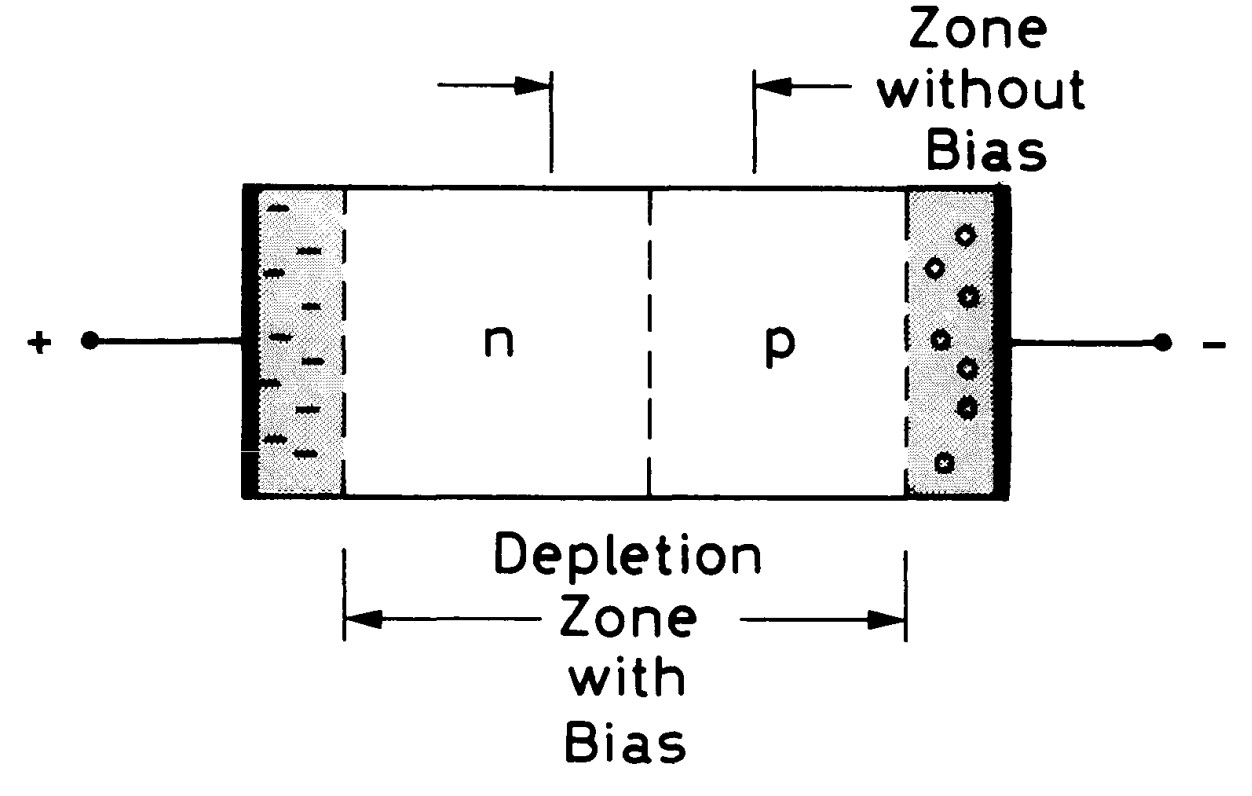 Zone
without
Bias
+ n p -
Depletion
Zone
with
Bias